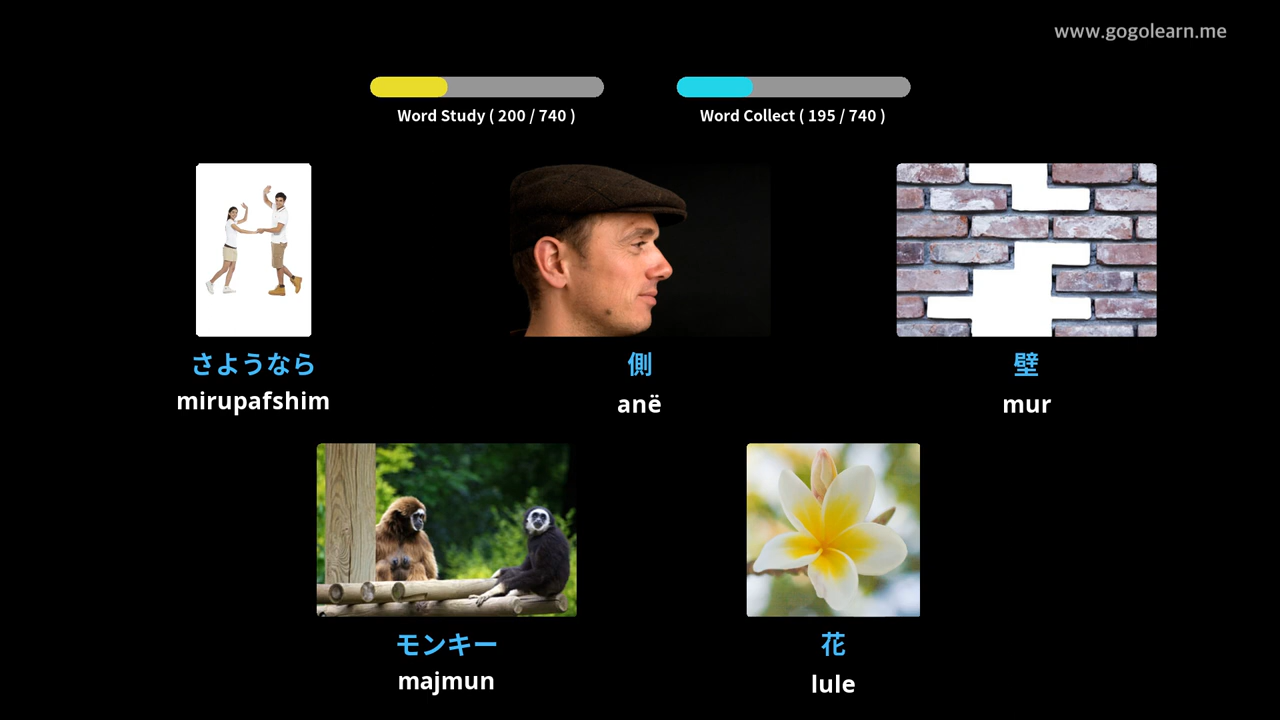 www.gogolearn.me
Word Study ( 200 / 740 )
Word Collect ( 195 / 740 )
さようなら
mirupafshim
側
anë
壁
mur
モンキー
majmun
花
lule